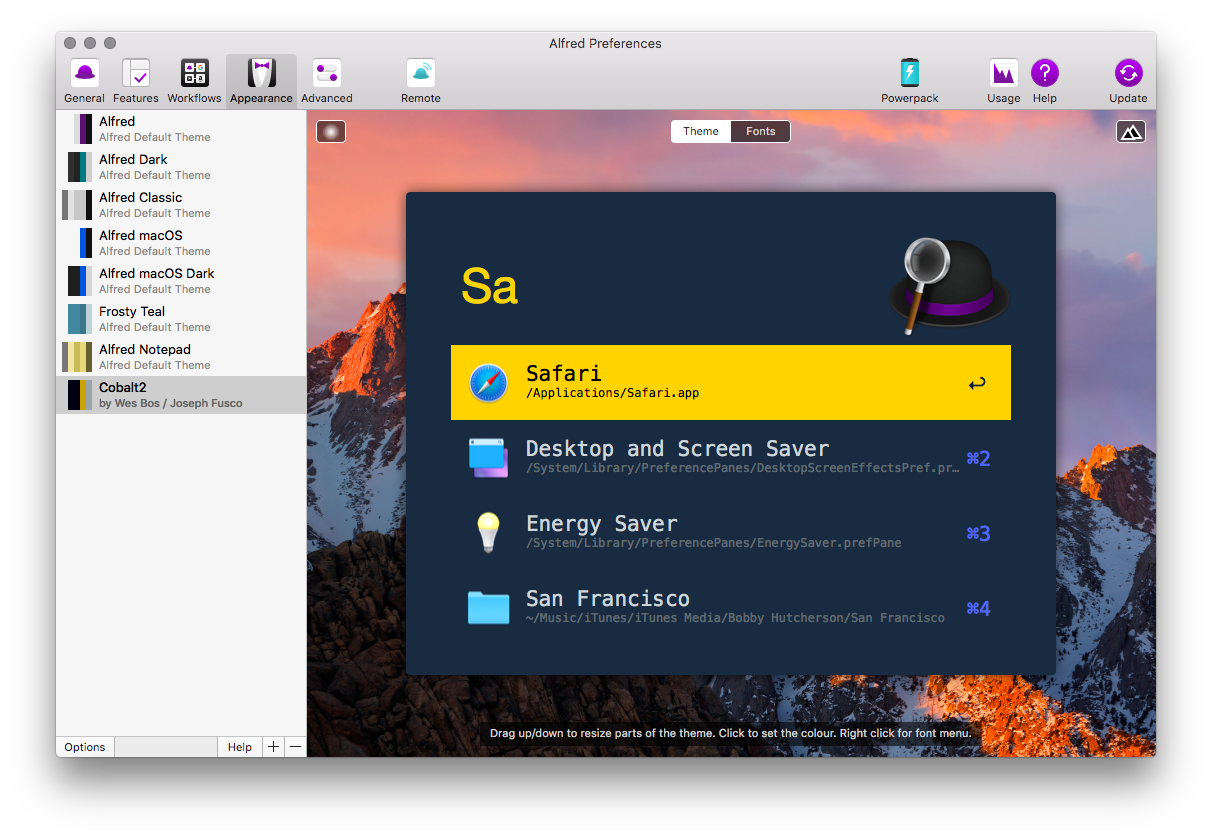 Alfred Preferences
General Features Workflows Appearance Advanced Remote Powerpack Usage Help Update
Alfred
Alfred Default Theme
Alfred Dark
Alfred Default Theme
Alfred Classic
Alfred Default Theme
Alfred macOS
Alfred Default Theme
Alfred macOS Dark
Alfred Default Theme
Frosty Teal
Alfred Default Theme
Alfred Notepad
Alfred Default Theme
Cobalt2
by Wes Bos / Joseph Fusco
Options Help + −
Theme Fonts
Sa
Safari
/Applications/Safari.app
Desktop and Screen Saver
/System/Library/PreferencePanes/DesktopScreenEffectsPref.pr…
⌘2
Energy Saver
/System/Library/PreferencePanes/EnergySaver.prefPane
⌘3
San Francisco
~/Music/iTunes/iTunes Media/Bobby Hutcherson/San Francisco
⌘4
Drag up/down to resize parts of the theme. Click to set the colour. Right click for font menu.